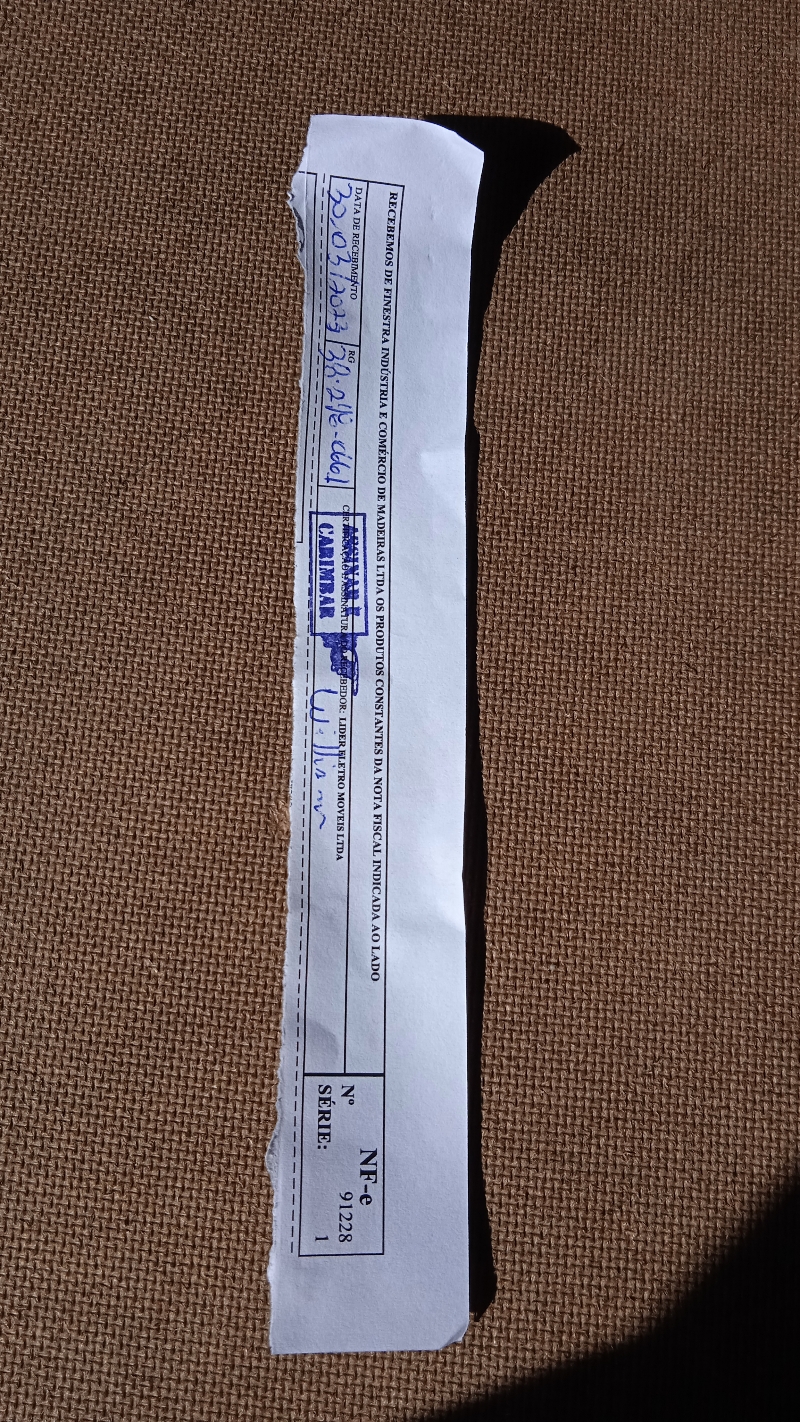 RECEBEMOS DE FINESTRA INDÚSTRIA E COMÉRCIO DE MADEIRAS LTDA OS PRODUTOS CONSTANTES DA NOTA FISCAL INDICADA AO LADO
DATA DE RECEBIMENTO
30/03/2023
RG
ASSINAR E
CARIMBAR
RECEBEDOR: LIDER ELETRO MOVEIS LTDA
William
NF-e
Nº 91228
SÉRIE: 1